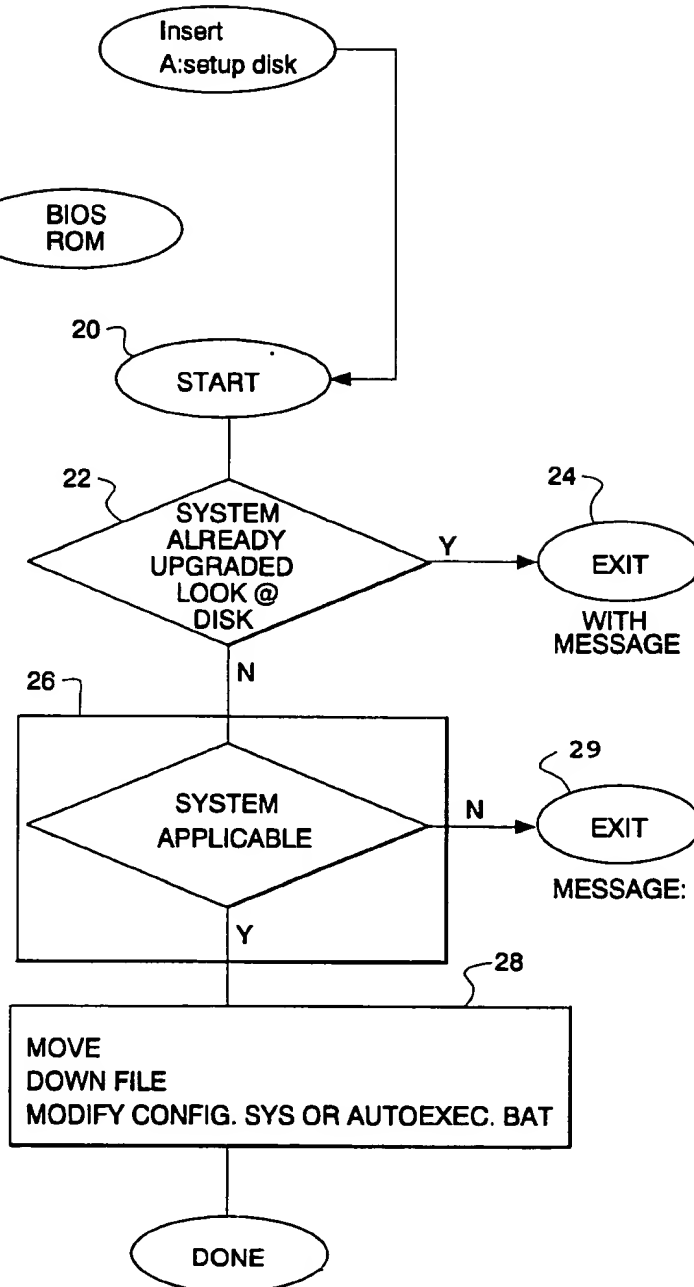 Insert
A:setup disk
BIOS
ROM
20
START
22
SYSTEM
ALREADY
UPGRADED
LOOK @
DISK
Y
24
EXIT
WITH
MESSAGE
N
26
SYSTEM
APPLICABLE
N
29
EXIT
MESSAGE:
Y
28
MOVE
DOWN FILE
MODIFY CONFIG. SYS OR AUTOEXEC. BAT
DONE